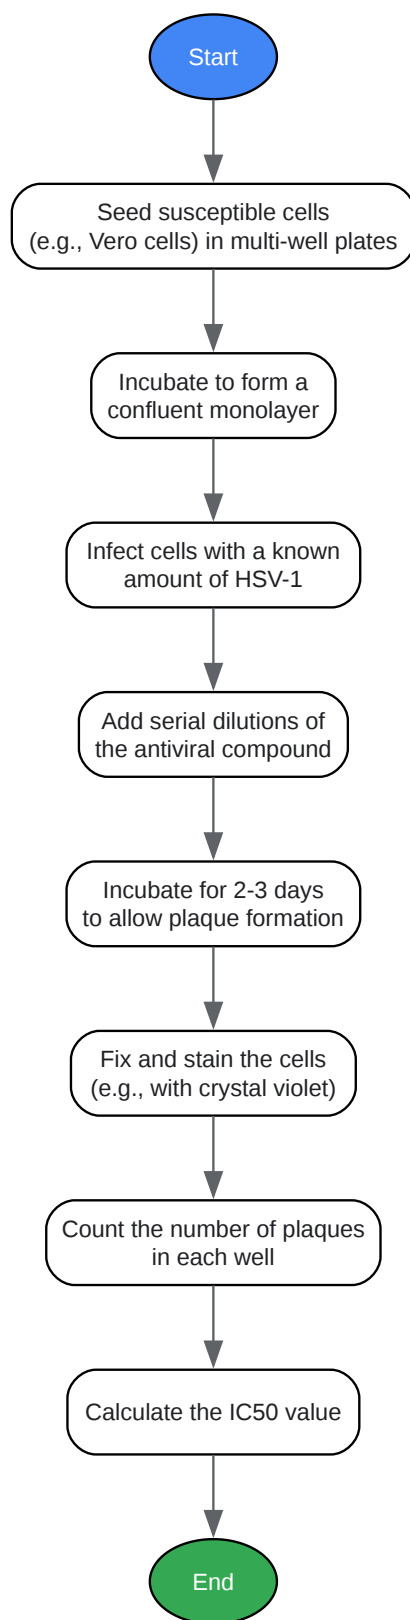 Start
Seed susceptible cells
(e.g., Vero cells) in multi-well plates
Incubate to form a
confluent monolayer
Infect cells with a known
amount of HSV-1
Add serial dilutions of
the antiviral compound
Incubate for 2-3 days
to allow plaque formation
Fix and stain the cells
(e.g., with crystal violet)
Count the number of plaques
in each well
Calculate the IC50 value
End